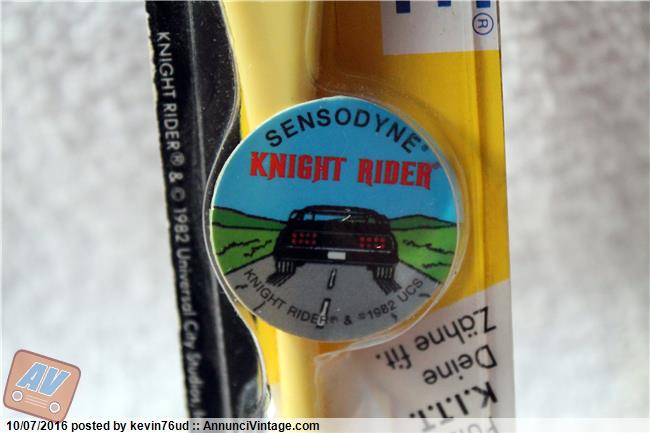 KNIGHT RIDER® & © 1982 Universal City Studios,
®
SENSODYNE®
KNIGHT RIDER®
KNIGHT RIDER® & ©1982 UCS
K.I.T.T.
Deine
Zähne fit.
AV
10/07/2016 posted by kevin76ud :: AnnunciVintage.com